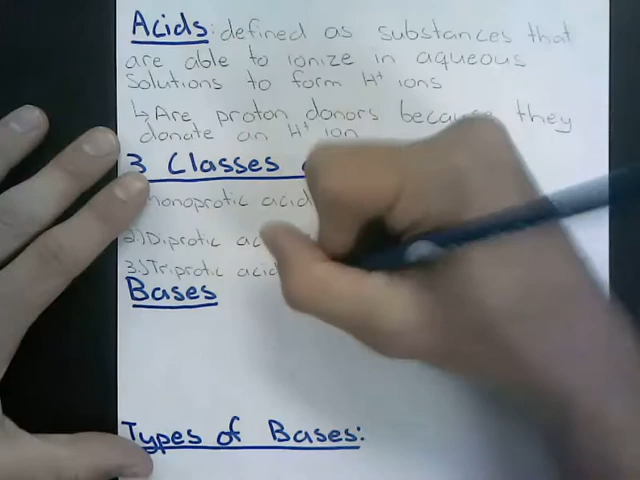 Acids: defined as substances that
are able to ionize in aqueous
solutions to form H⁺ ions
↳ Are proton donors because they
donate an H⁺ ion
3 Classes
monoprotic acid
2.) Diprotic
3.) Triprotic acid
Bases
Types of Bases: